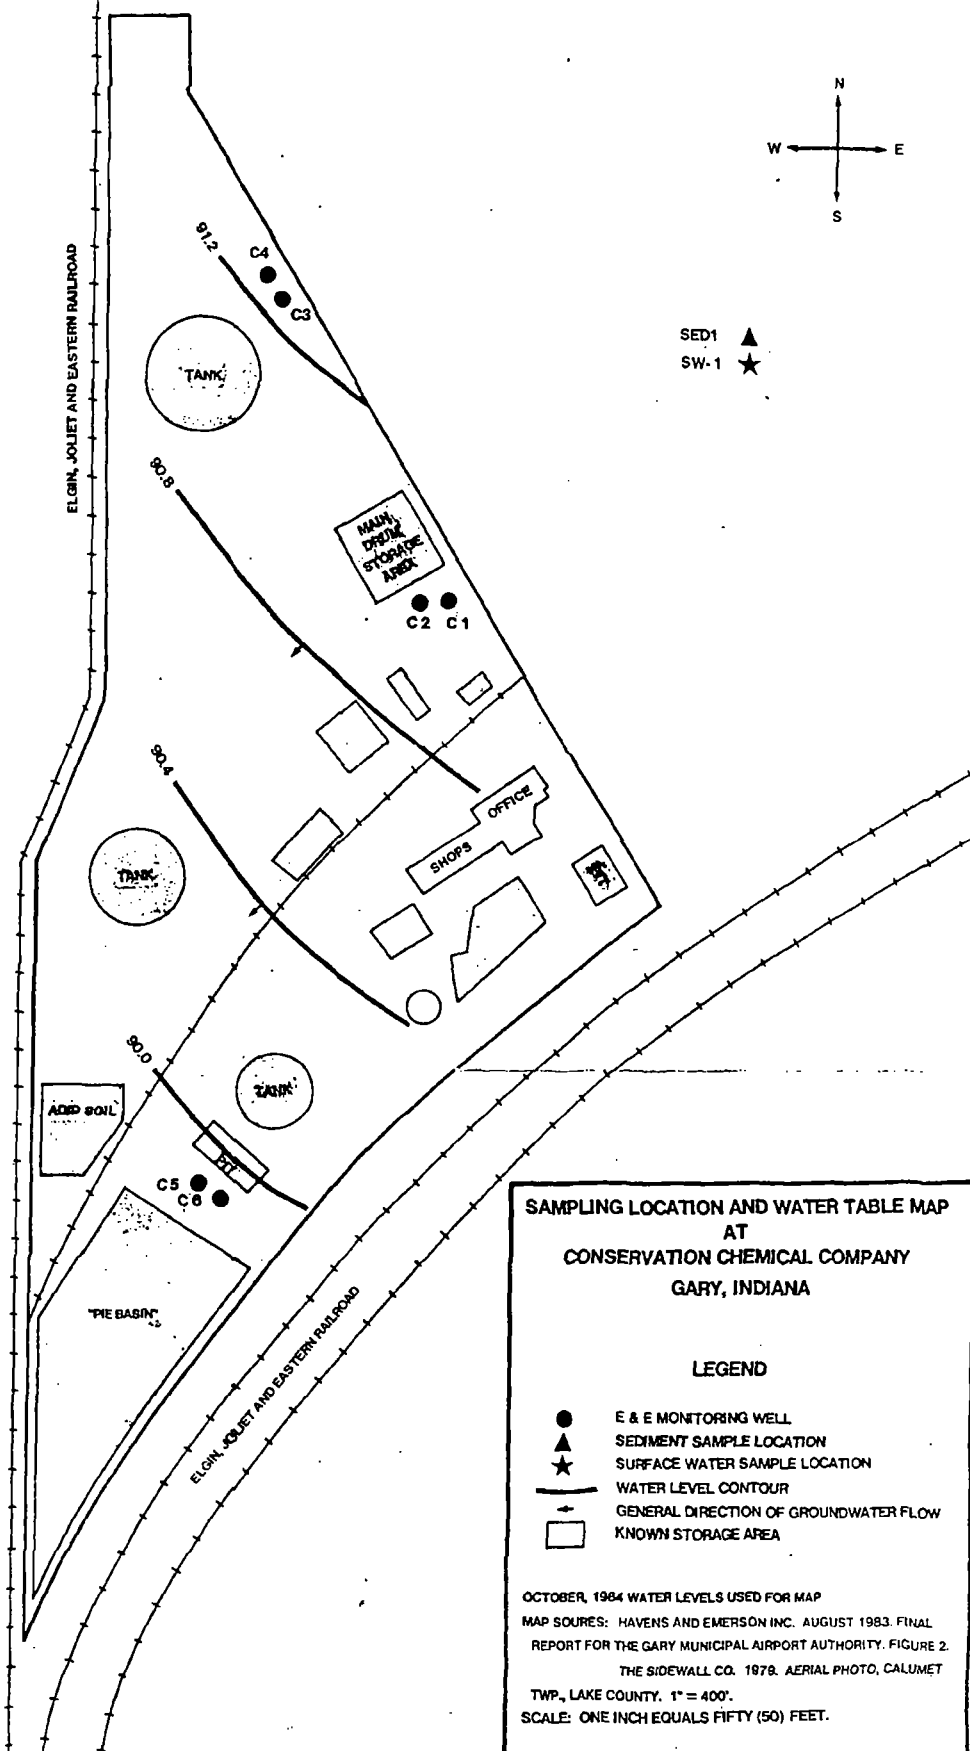 N
W E
S
91.2
C4
C3
ELGIN, JOLIET AND EASTERN RAILROAD
TANK
SED1
SW-1
90.8
MAIN
DRUM
STORAGE
AREA
C2 C1
90.4
OFFICE
SHOPS
TANK
90.0
TANK
ACID SOIL
PIT
C5
C6
"PIE BASIN"
ELGIN, JOLIET AND EASTERN RAILROAD
SAMPLING LOCATION AND WATER TABLE MAP
AT
CONSERVATION CHEMICAL COMPANY
GARY, INDIANA
LEGEND
E & E MONITORING WELL
SEDIMENT SAMPLE LOCATION
SURFACE WATER SAMPLE LOCATION
WATER LEVEL CONTOUR
GENERAL DIRECTION OF GROUNDWATER FLOW
KNOWN STORAGE AREA
OCTOBER, 1984 WATER LEVELS USED FOR MAP
MAP SOURES: HAVENS AND EMERSON INC. AUGUST 1983. FINAL
REPORT FOR THE GARY MUNICIPAL AIRPORT AUTHORITY. FIGURE 2.
THE SIDEWALL CO. 1979. AERIAL PHOTO, CALUMET
TWP., LAKE COUNTY. 1" = 400'.
SCALE: ONE INCH EQUALS FIFTY (50) FEET.